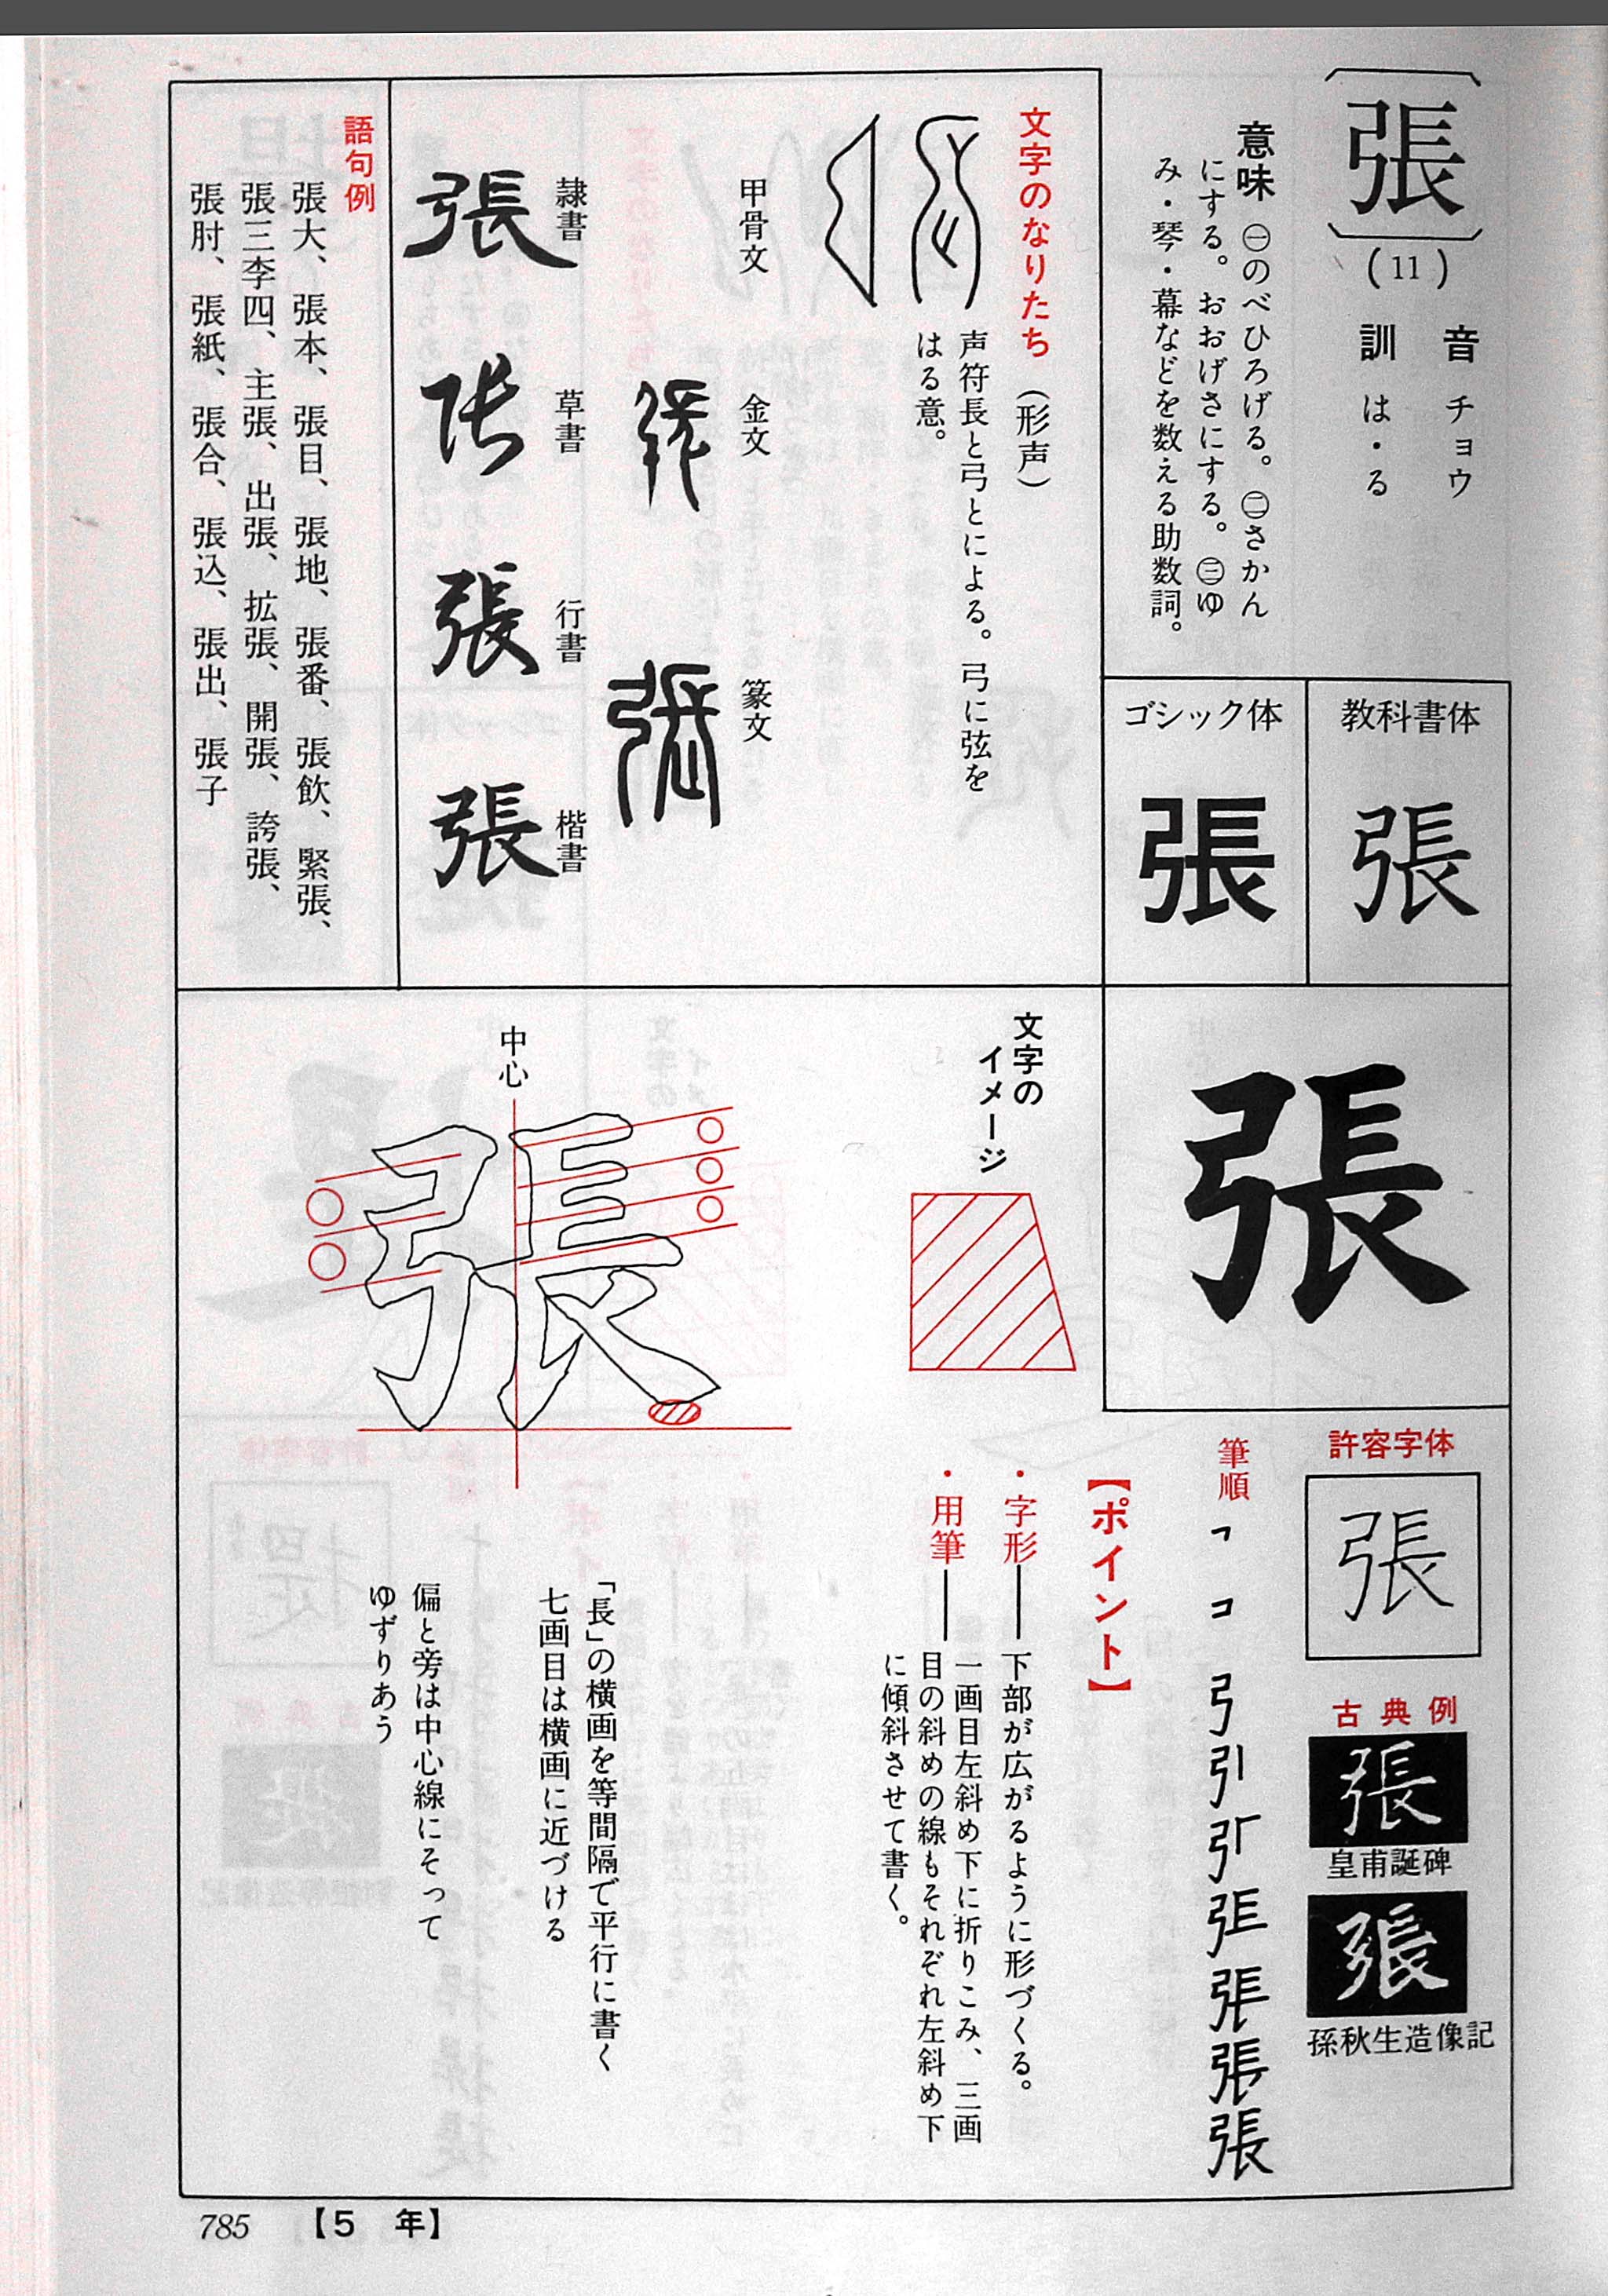 張
(11)
音 チョウ
訓 は・る
意味 ㊀のべひろげる。㊁さかん
にする。おおげさにする。㊂ゆ
み・琴・幕などを数える助数詞。
教科書体
張
ゴシック体
張
文字のなりたち (形声)
声符長と弓とによる。弓に弦を
はる意。
甲骨文
金文
篆文
隷書
張
草書
張
行書
張
楷書
張
語句例
張大、張本、張目、張地、張番、張飲、緊張、
張三李四、主張、出張、拡張、開張、誇張、
張肘、張紙、張合、張込、張出、張子
張
文字の
イメージ
中心
張
許容字体
張
古典例
張
皇甫誕碑
張
孫秋生造像記
筆順
張
【ポイント】
・字形――下部が広がるように形づくる。
・用筆――一画目左斜め下に折りこみ、三画
目の斜めの線もそれぞれ左斜め下
に傾斜させて書く。
「長」の横画を等間隔で平行に書く
七画目は横画に近づける
偏と旁は中心線にそって
ゆずりあう
785 【5 年】